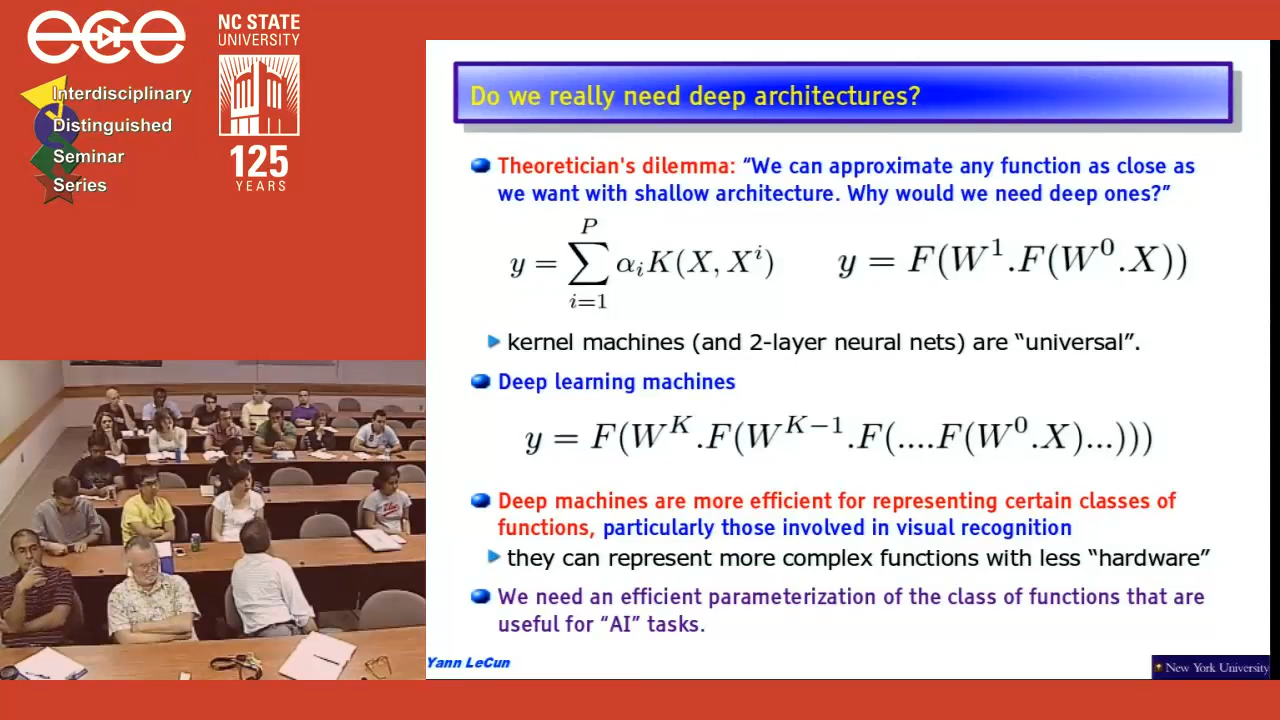 ece
NC STATE
UNIVERSITY
Interdisciplinary
Distinguished
Seminar
Series
125
YEARS
Do we really need deep architectures?
Theoretician's dilemma: “We can approximate any function as close as
we want with shallow architecture. Why would we need deep ones?”
y = \sum_{i=1}^{P} α_i K(X, X^i)
y = F(W^1.F(W^0.X))
kernel machines (and 2-layer neural nets) are “universal”.
Deep learning machines
y = F(W^K.F(W^{K-1}.F(....F(W^0.X)...)))
Deep machines are more efficient for representing certain classes of
functions, particularly those involved in visual recognition
they can represent more complex functions with less “hardware”
We need an efficient parameterization of the class of functions that are
useful for “AI” tasks.
Yann LeCun
New York University